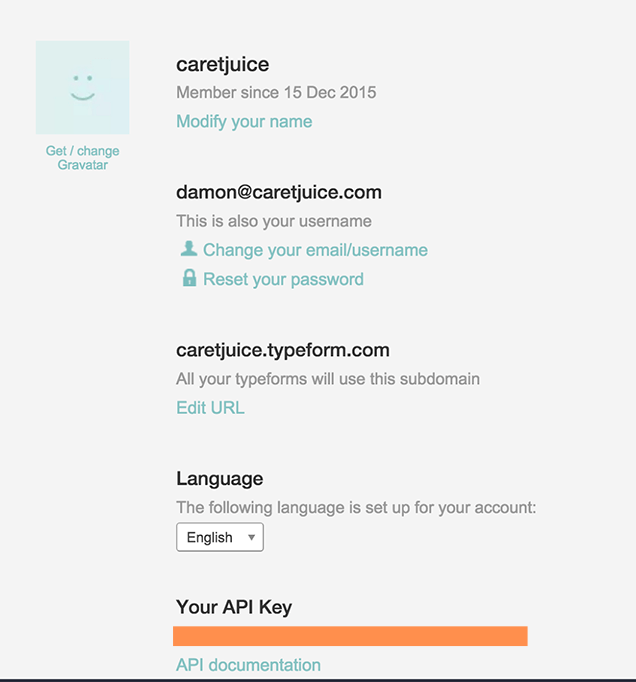 caretjuice
Member since 15 Dec 2015
Modify your name
Get / change
Gravatar
damon@caretjuice.com
This is also your username
Change your email/username
Reset your password
caretjuice.typeform.com
All your typeforms will use this subdomain
Edit URL
Language
The following language is set up for your account:
English
Your API Key
API documentation